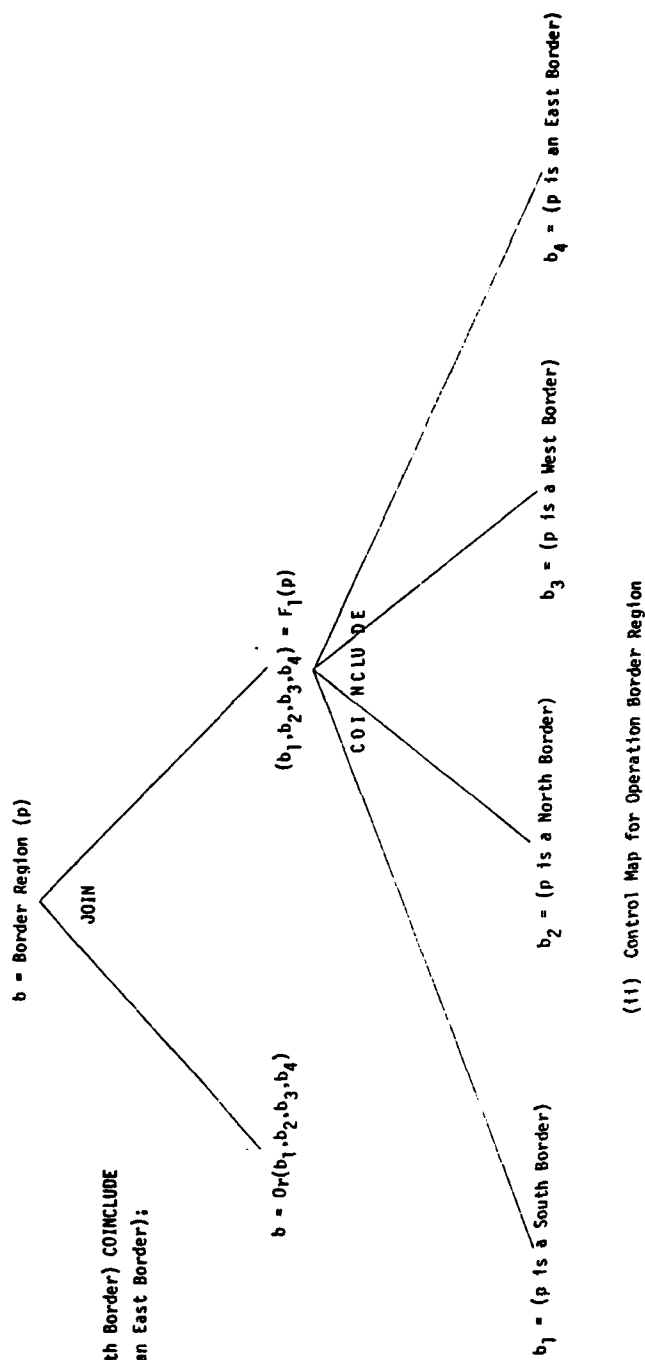 b = Border Region (p)
JOIN
th Border) COINCLUDE
an East Border);
b = Or(b₁,b₂,b₃,b₄)
(b₁,b₂,b₃,b₄) = F₁(p)
COINCLUDE
b₁ = (p is a South Border)
b₂ = (p is a North Border)
b₃ = (p is a West Border)
b₄ = (p is an East Border)
(ii) Control Map for Operation Border Region